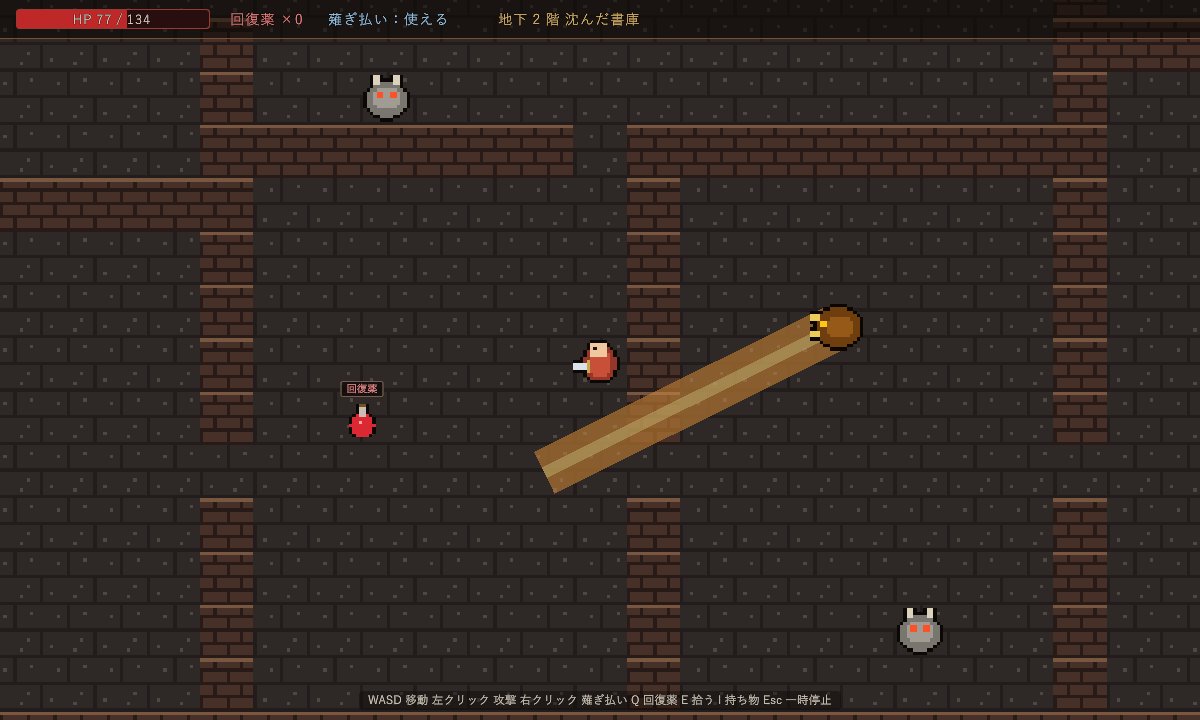 HP 77 / 134 回復薬 ×0 薙ぎ払い：使える 地下 2 階 沈んだ書庫
回復薬
WASD 移動 左クリック 攻撃 右クリック 薙ぎ払い Q 回復薬 E 拾う I 持ち物 Esc 一時停止